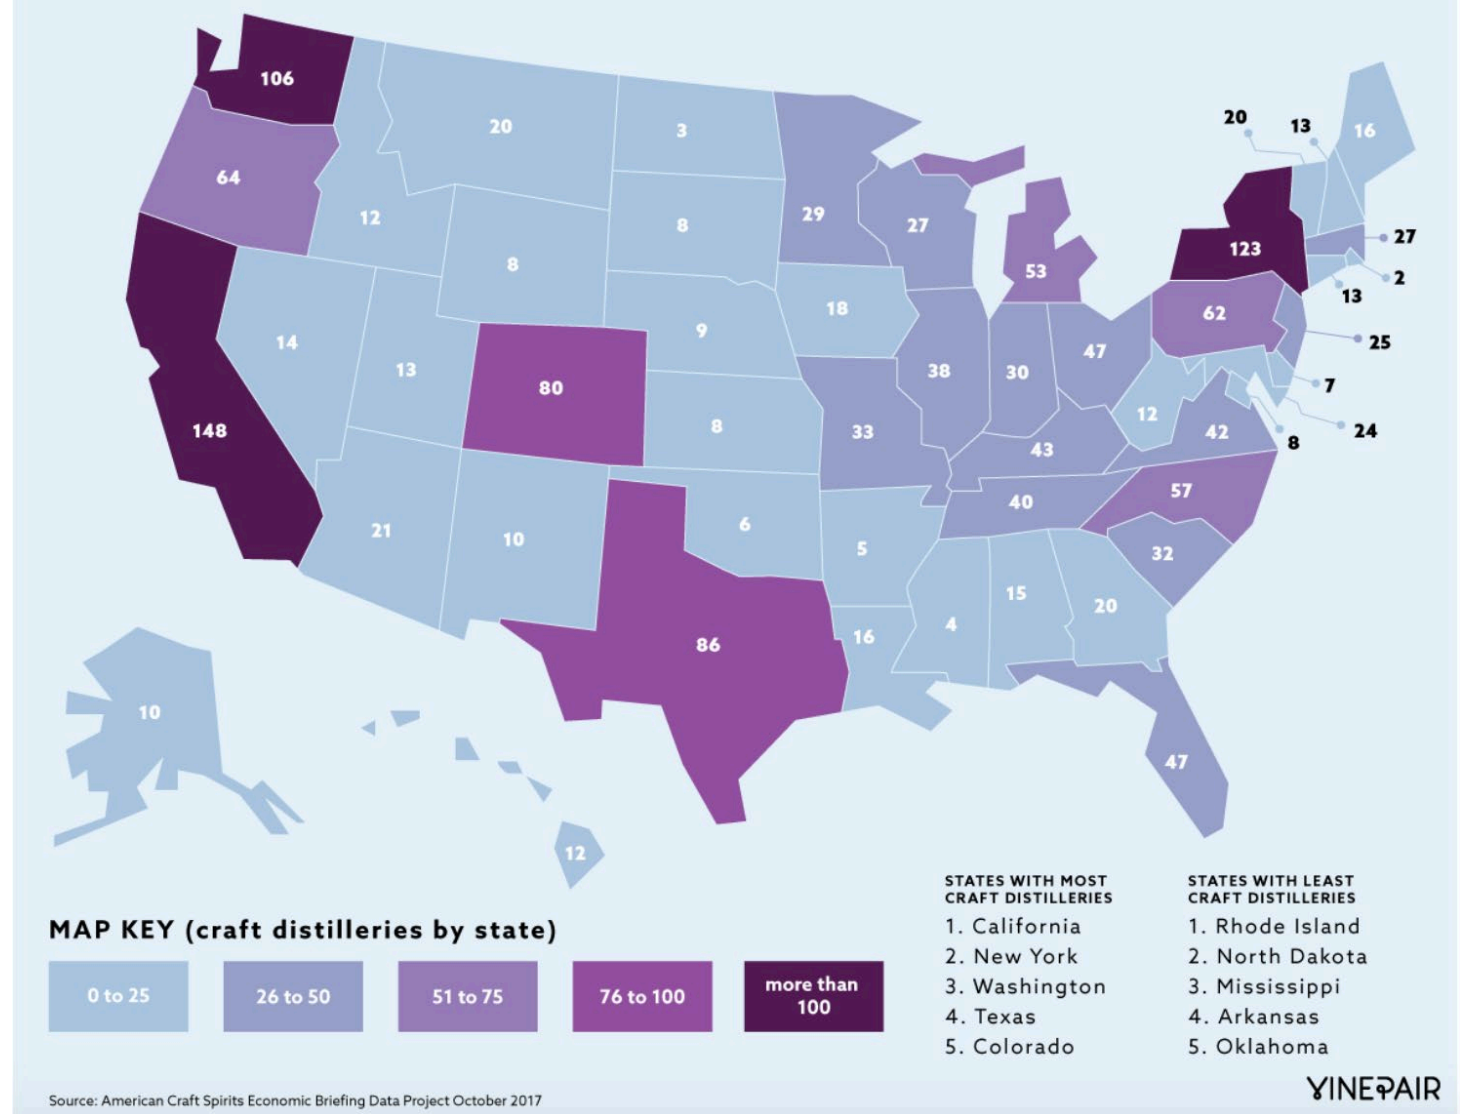 106
20
3
20
13
16
64
12
8
8
29
27
53
123
27
2
13
14
13
80
9
18
38
30
47
62
25
7
24
8
148
8
33
43
12
42
21
10
6
5
40
57
32
86
16
4
15
20
47
10
12
MAP KEY (craft distilleries by state)
0 to 25
26 to 50
51 to 75
76 to 100
more than
100
STATES WITH MOST
CRAFT DISTILLERIES
1. California
2. New York
3. Washington
4. Texas
5. Colorado
STATES WITH LEAST
CRAFT DISTILLERIES
1. Rhode Island
2. North Dakota
3. Mississippi
4. Arkansas
5. Oklahoma
Source: American Craft Spirits Economic Briefing Data Project October 2017
VINEPAIR